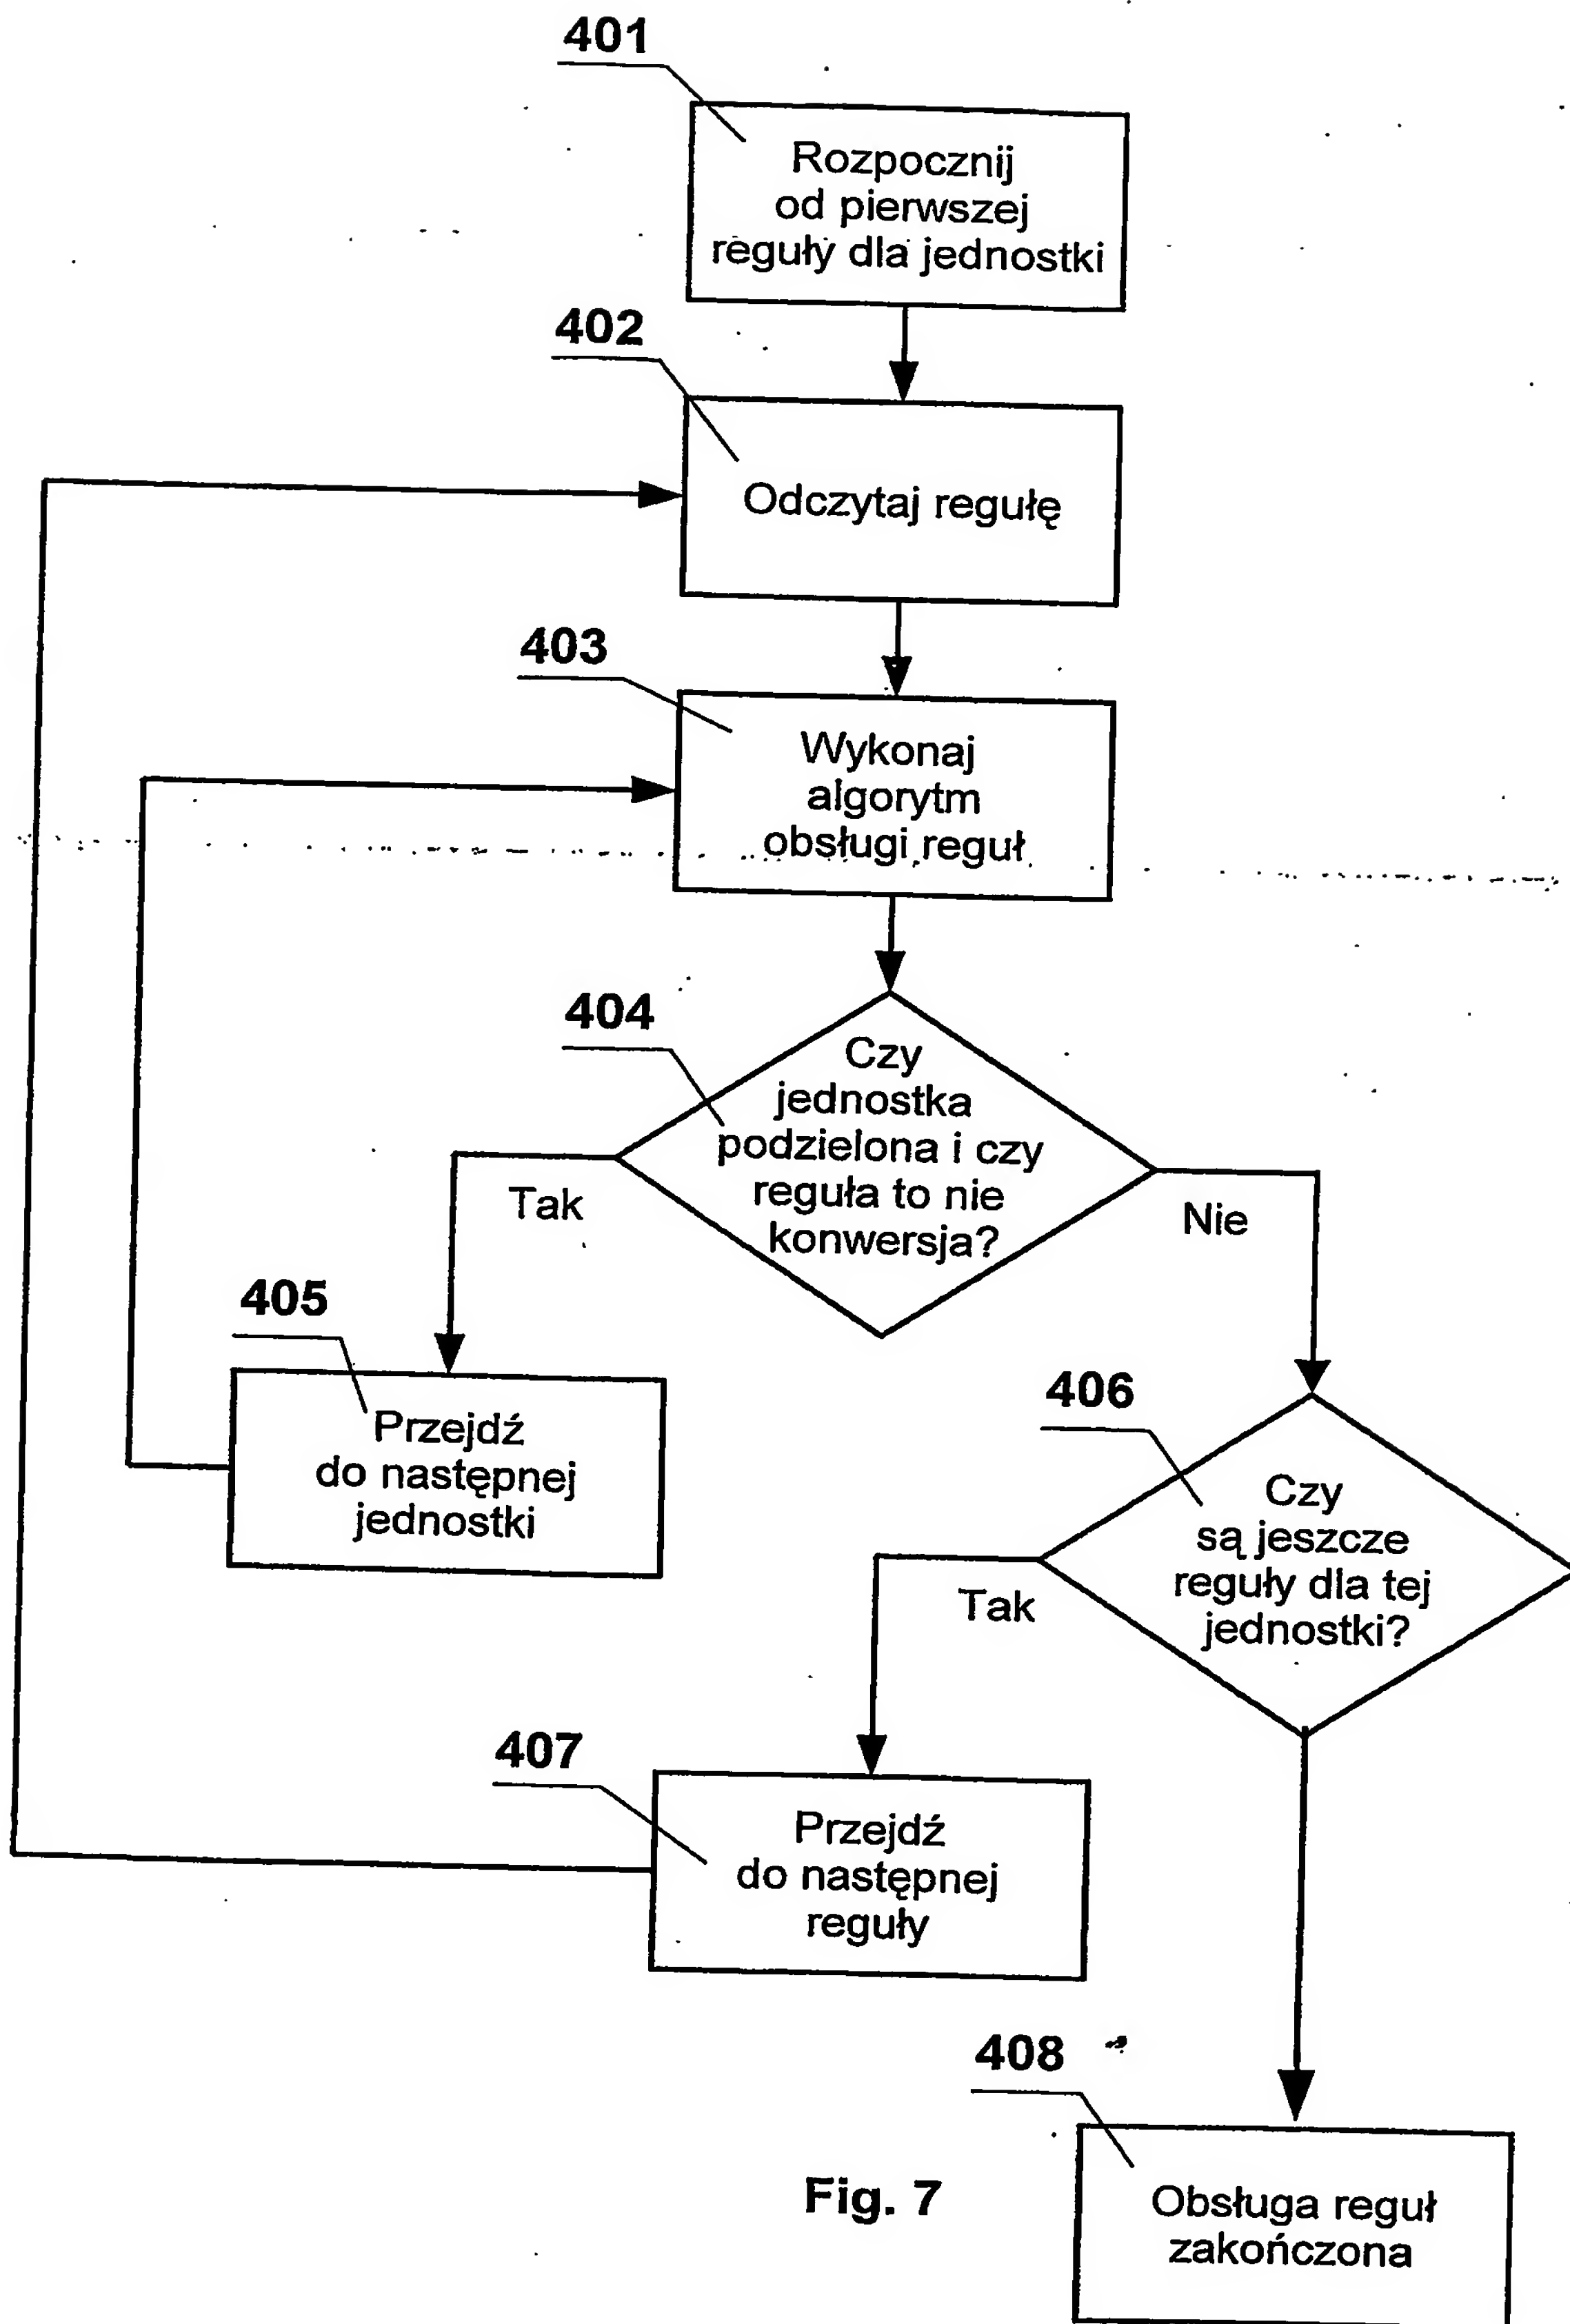 401
Rozpocznij
od pierwszej
reguły dla jednostki
402
Odczytaj regułę
403
Wykonaj
algorytm
obsługi reguł
404
Czy
jednostka
podzielona i czy
reguła to nie
konwersja?
Tak
Nie
405
Przejdź
do następnej
jednostki
406
Czy
są jeszcze
reguły dla tej
jednostki?
Tak
407
Przejdź
do następnej
reguły
408
Obsługa reguł
zakończona
Fig. 7